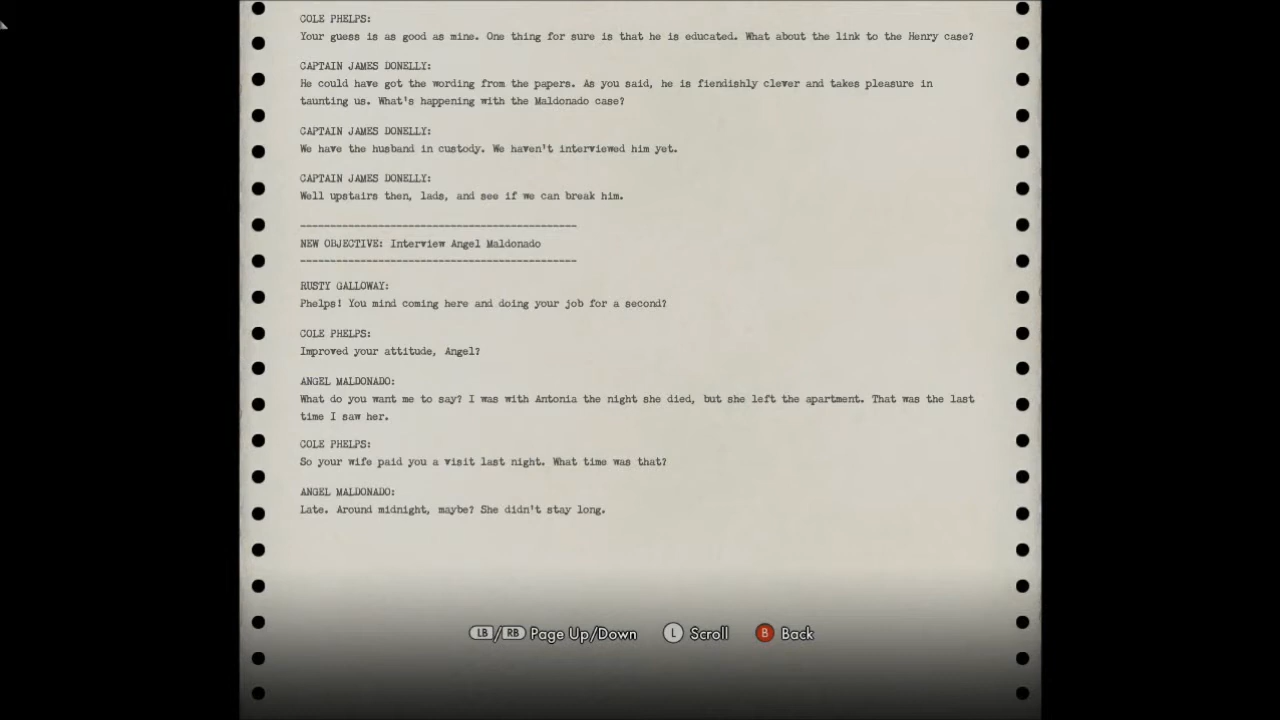 COLE PHELPS:
Your guess is as good as mine. One thing for sure is that he is educated. What about the link to the Henry case?
CAPTAIN JAMES DONELLY:
He could have got the wording from the papers. As you said, he is fiendishly clever and takes pleasure in
taunting us. What's happening with the Maldonado case?
CAPTAIN JAMES DONELLY:
We have the husband in custody. We haven't interviewed him yet.
CAPTAIN JAMES DONELLY:
Well upstairs then, lads, and see if we can break him.
----------------------------------------------
NEW OBJECTIVE: Interview Angel Maldonado
----------------------------------------------
RUSTY GALLOWAY:
Phelps! You mind coming here and doing your job for a second?
COLE PHELPS:
Improved your attitude, Angel?
ANGEL MALDONADO:
What do you want me to say? I was with Antonia the night she died, but she left the apartment. That was the last
time I saw her.
COLE PHELPS:
So your wife paid you a visit last night. What time was that?
ANGEL MALDONADO:
Late. Around midnight, maybe? She didn't stay long.
LB/RB Page Up/Down L Scroll B Back